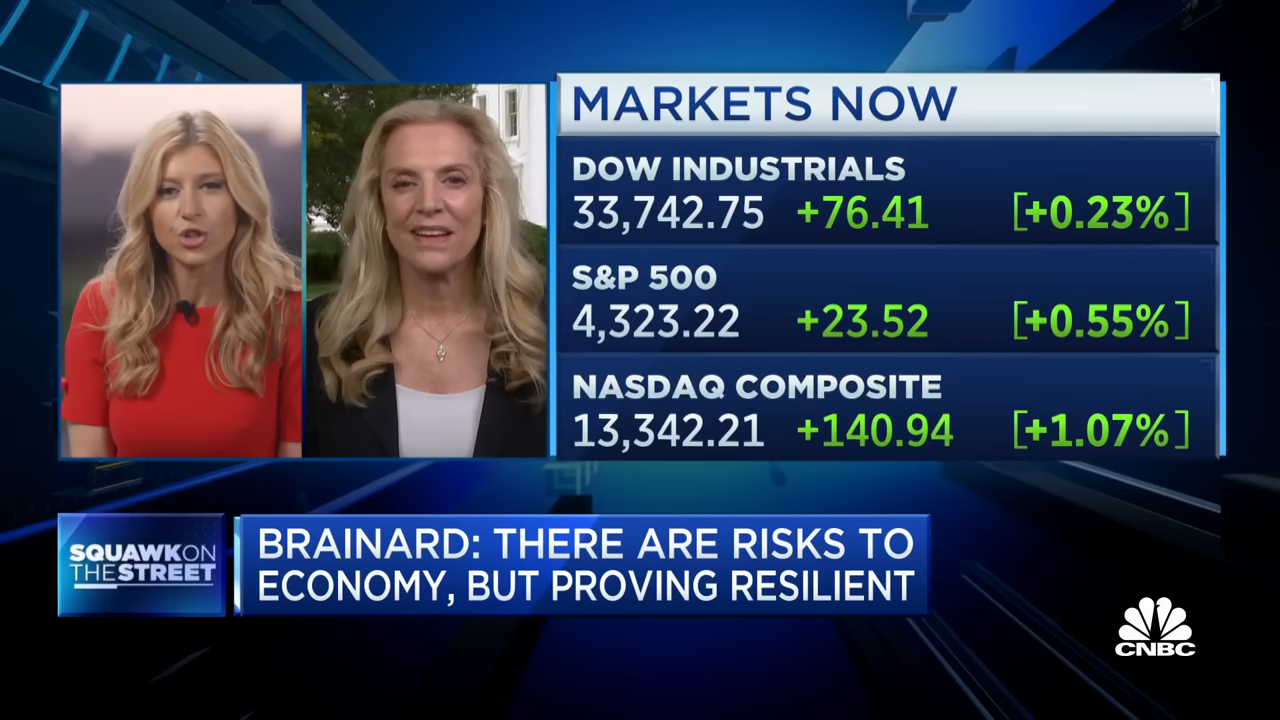 MARKETS NOW
DOW INDUSTRIALS
33,742.75 +76.41 [+0.23%]
S&P 500
4,323.22 +23.52 [+0.55%]
NASDAQ COMPOSITE
13,342.21 +140.94 [+1.07%]
SQUAWK ON
THE STREET
BRAINARD: THERE ARE RISKS TO
ECONOMY, BUT PROVING RESILIENT
CNBC